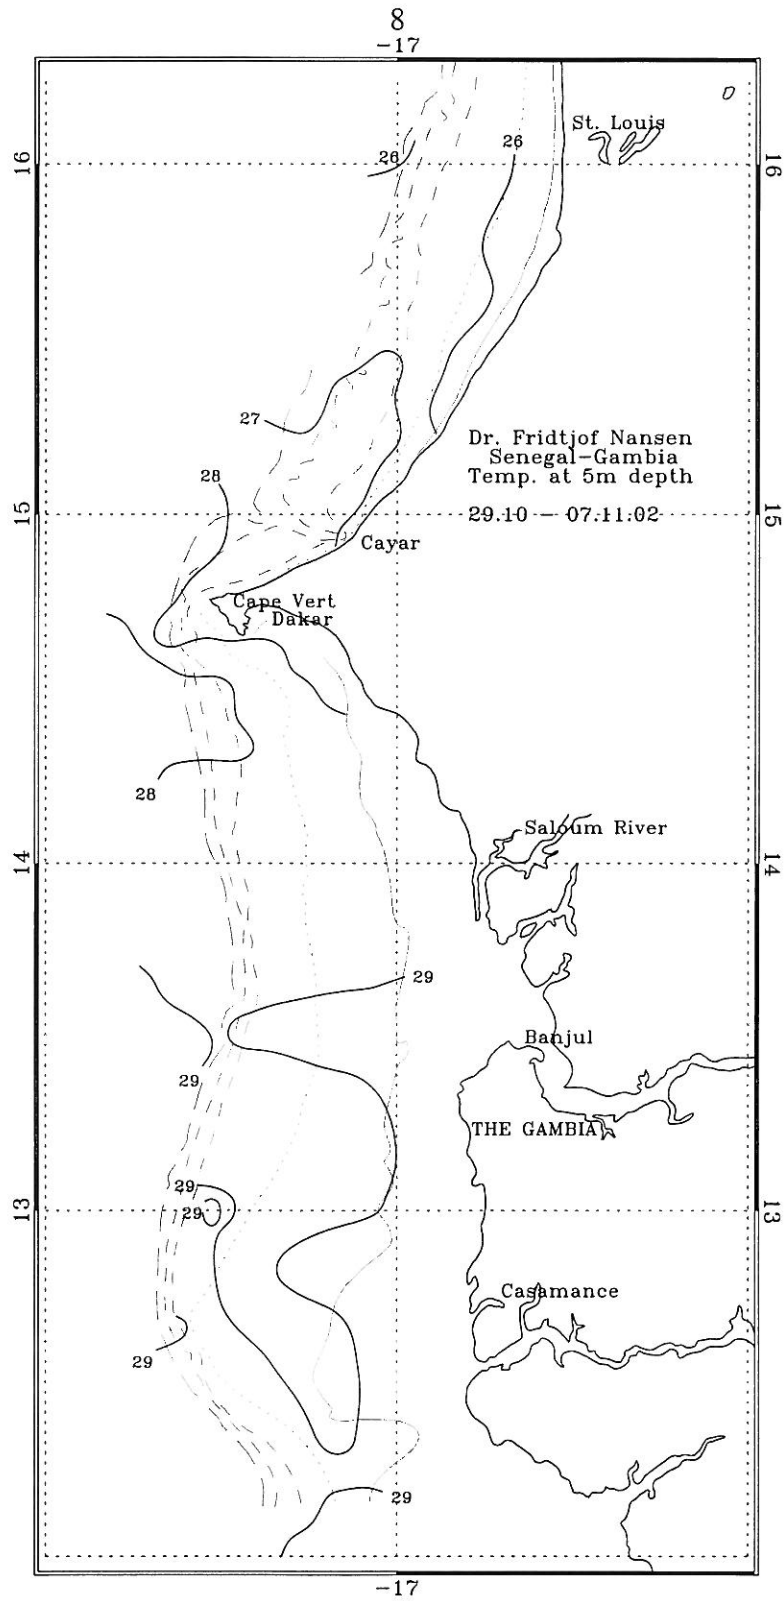 8
-17
St. Louis
26
26
16
16
27
Dr. Fridtjof Nansen
Senegal-Gambia
Temp. at 5m depth
28
29.10 - 07.11.02
15
15
Cayar
Cape Vert
Dakar
28
Saloum River
14
14
29
Banjul
29
THE GAMBIA
29
29
13
13
Casamance
29
29
-17